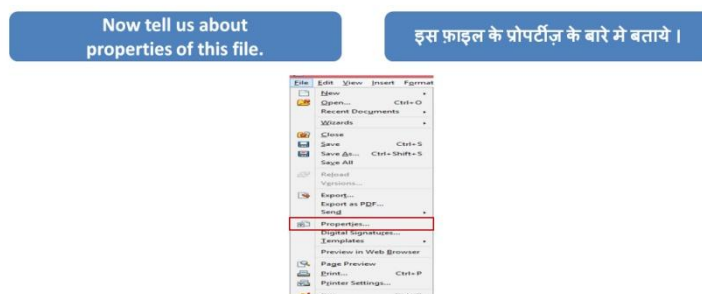 Now tell us about
properties of this file.
इस फ़ाइल के प्रोपर्टीज़ के बारे मे बताये ।
File Edit View Insert Format
New
Open... Ctrl+O
Recent Documents
Wizards
Close
Save Ctrl+S
Save As... Ctrl+Shift+S
Save All
Reload
Versions...
Export...
Export as PDF...
Send
Properties...
Digital Signatures...
Templates
Preview in Web Browser
Page Preview
Print... Ctrl+P
Printer Settings...